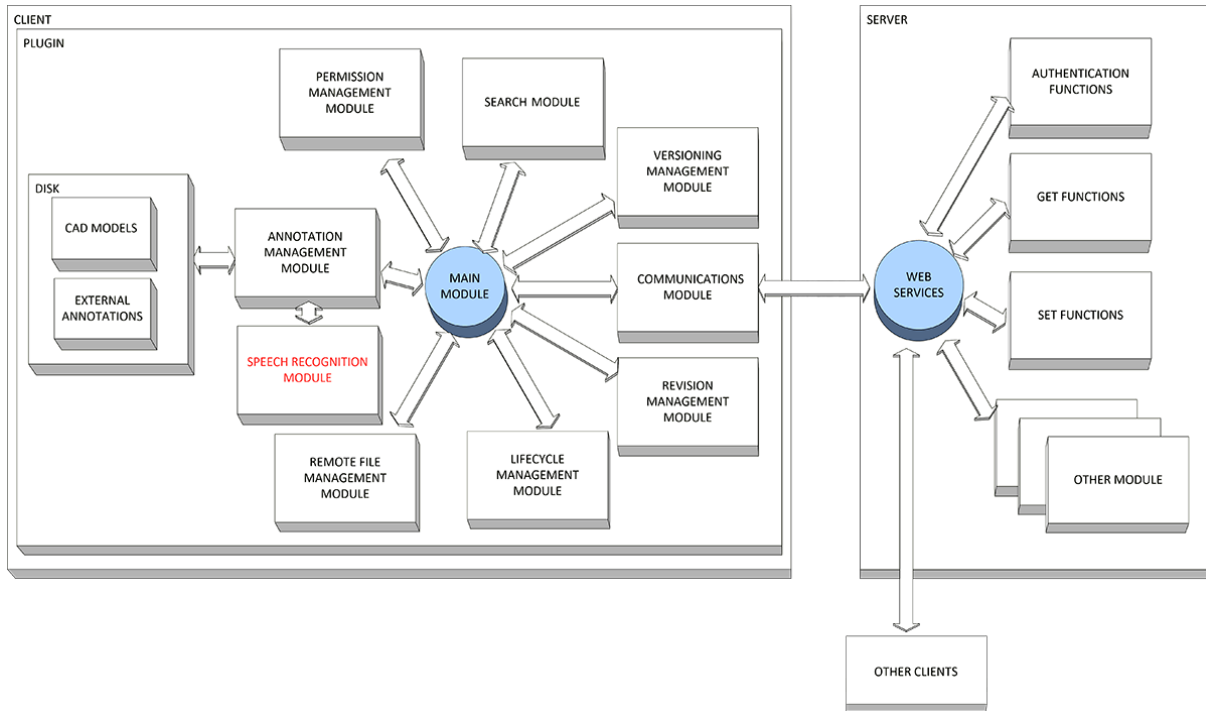 CLIENT
PLUGIN
PERMISSION
MANAGEMENT
MODULE
SEARCH MODULE
VERSIONING
MANAGEMENT
MODULE
DISK
CAD MODELS
EXTERNAL
ANNOTATIONS
ANNOTATION
MANAGEMENT
MODULE
MAIN
MODULE
COMMUNICATIONS
MODULE
SPEECH RECOGNITION
MODULE
REVISION
MANAGEMENT
MODULE
REMOTE FILE
MANAGEMENT
MODULE
LIFECYCLE
MANAGEMENT
MODULE
SERVER
AUTHENTICATION
FUNCTIONS
GET FUNCTIONS
WEB
SERVICES
SET FUNCTIONS
OTHER MODULE
OTHER CLIENTS